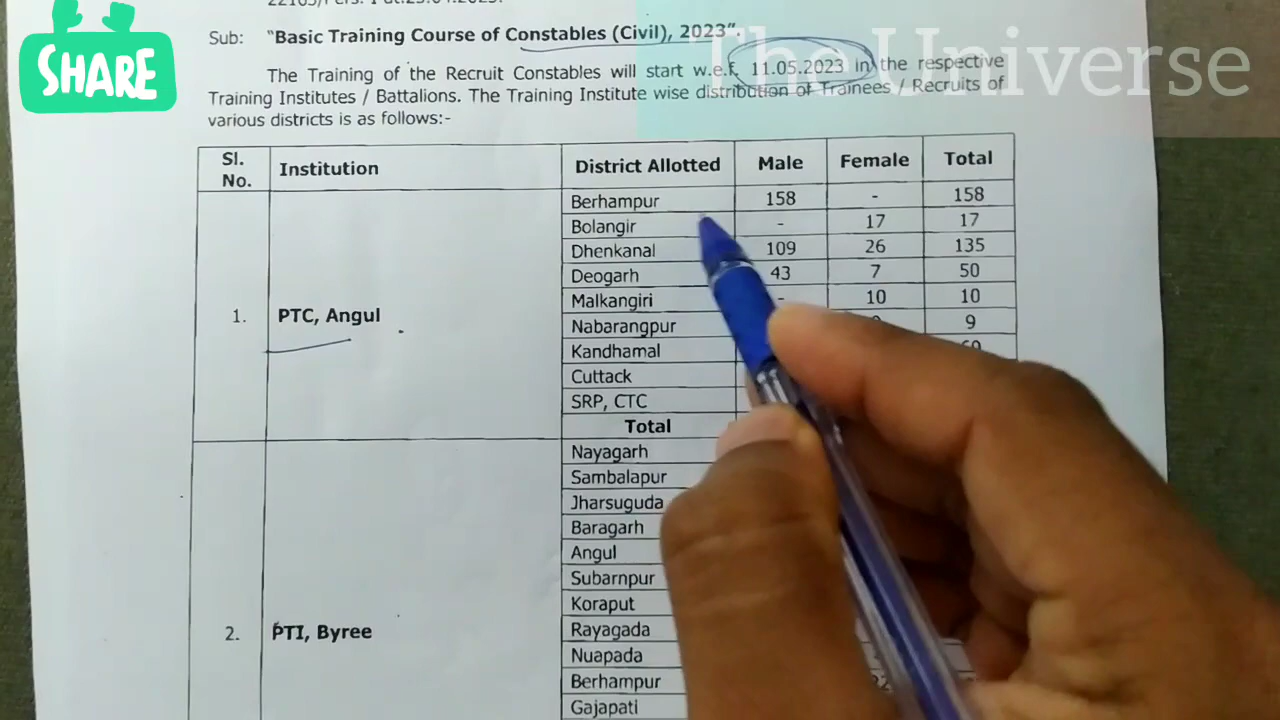 SHARE
The Universe
Sub: "Basic Training Course of Constables (Civil), 2023".
The Training of the Recruit Constables will start w.e.f. 11.05.2023 in the respective
Training Institutes / Battalions. The Training Institute wise distribution of Trainees / Recruits of
various districts is as follows:-
Sl. No. Institution District Allotted Male Female Total
1. PTC, Angul
Berhampur 158 - 158
Bolangir - 17 17
Dhenkanal 109 26 135
Deogarh 43 7 50
Malkangiri - 10 10
Nabarangpur 9
Kandhamal
Cuttack
SRP, CTC
Total
2. PTI, Byree
Nayagarh
Sambalapur
Jharsuguda
Baragarh
Angul
Subarnpur
Koraput
Rayagada
Nuapada
Berhampur
Gajapati